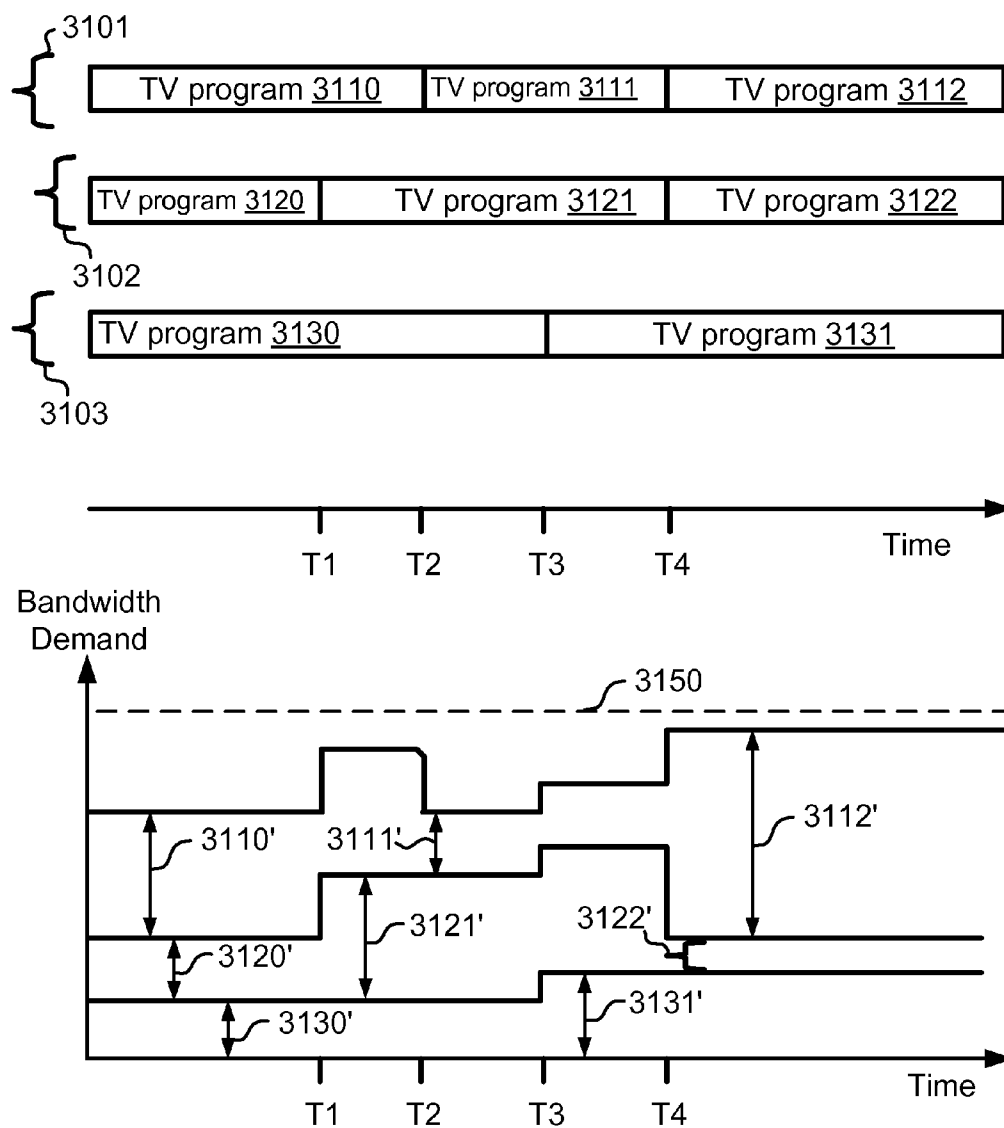 3101
TV program 3110
TV program 3111
TV program 3112
TV program 3120
TV program 3121
TV program 3122
3102
TV program 3130
TV program 3131
3103
Time
T1
T2
T3
T4
Bandwidth
Demand
3150
3110'
3111'
3112'
3121'
3122'
3120'
3130'
3131'
Time
T1
T2
T3
T4